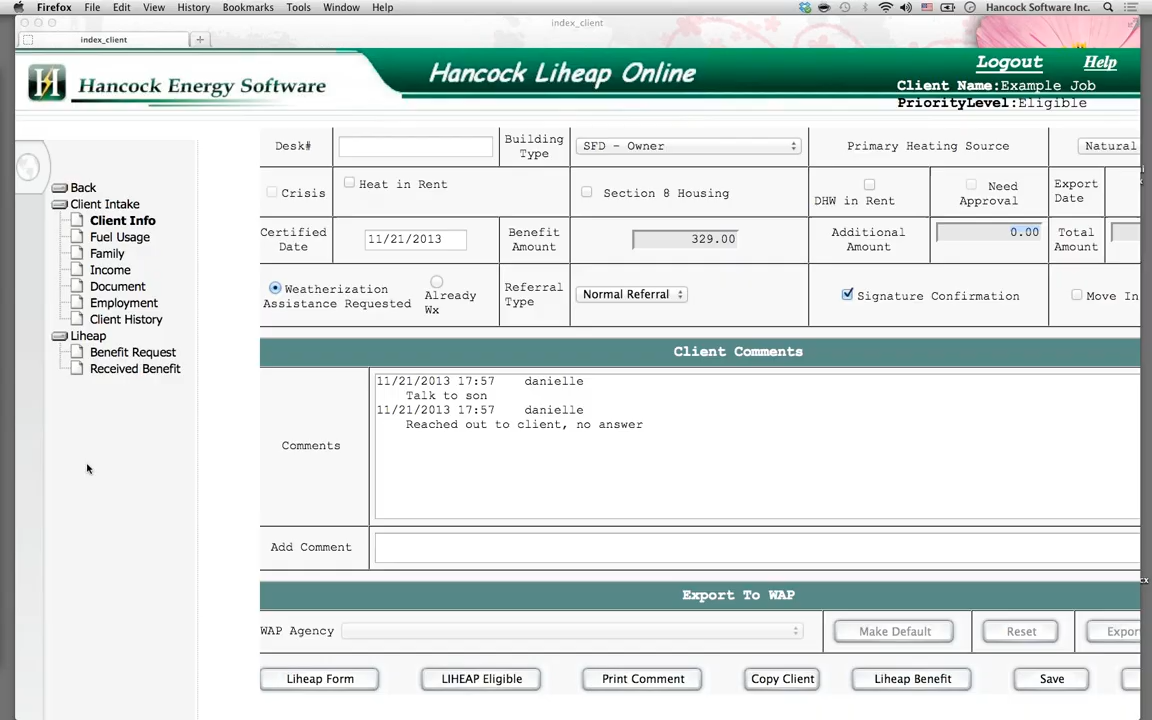 Firefox File Edit View History Bookmarks Tools Window Help Hancock Software Inc.
index_client
index_client
Hancock Energy Software
Hancock Liheap Online
Logout Help
Client Name:Example Job
PriorityLevel:Eligible
Back
Client Intake
Client Info
Fuel Usage
Family
Income
Document
Employment
Client History
Liheap
Benefit Request
Received Benefit
Desk#
Building Type
SFD - Owner
Primary Heating Source
Natural
Crisis
Heat in Rent
Section 8 Housing
DHW in Rent
Need Approval
Export Date
Certified Date
11/21/2013
Benefit Amount
329.00
Additional Amount
0.00
Total Amount
Weatherization Assistance Requested
Already Wx
Referral Type
Normal Referral
Signature Confirmation
Move In
Client Comments
Comments
11/21/2013 17:57 danielle
Talk to son
11/21/2013 17:57 danielle
Reached out to client, no answer
Add Comment
Export To WAP
WAP Agency
Make Default
Reset
Expor
Liheap Form
LIHEAP Eligible
Print Comment
Copy Client
Liheap Benefit
Save